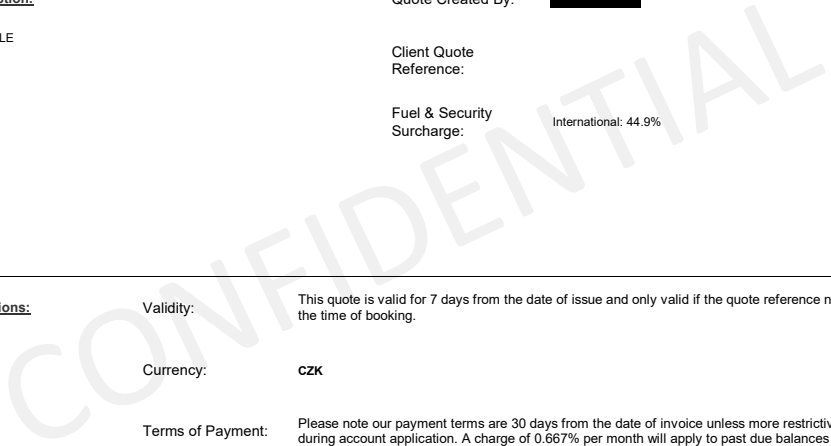 Quote Created By:
LE
Client Quote
Reference:
Fuel & Security
Surcharge:
International: 44.9%
CONFIDENTIAL
ions:
Validity:
This quote is valid for 7 days from the date of issue and only valid if the quote reference n
the time of booking.
Currency:
CZK
Terms of Payment:
Please note our payment terms are 30 days from the date of invoice unless more restrictiv
during account application. A charge of 0.667% per month will apply to past due balances